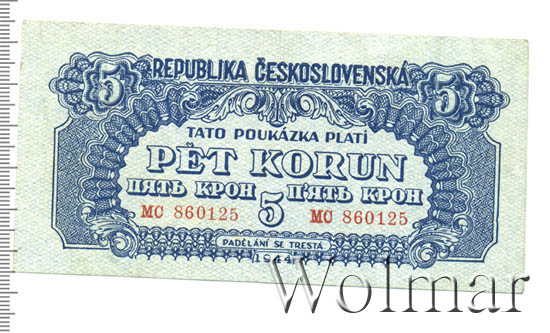 REPUBLIKA ČESKOSLOVENSKÁ
5 5
TATO POUKÁZKA PLATÍ
PĚT KORUN
ПЯТЬ КРОН П'ЯТЬ КРОН
MC 860125 5 MC 860125
PADĚLÁNÍ SE TRESTÁ
1944
Wolmar